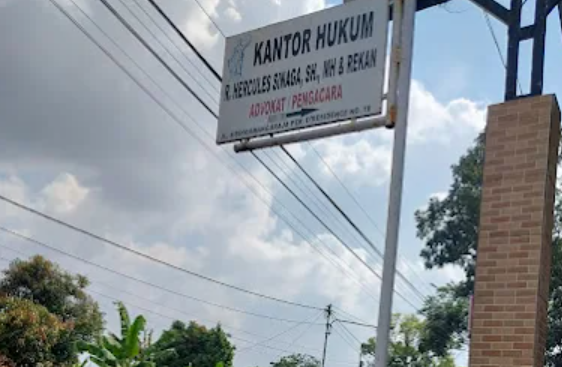 KANTOR HUKUM
R. HERCULES SINAGA, SH., MH & REKAN
ADVOKAT / PENGACARA